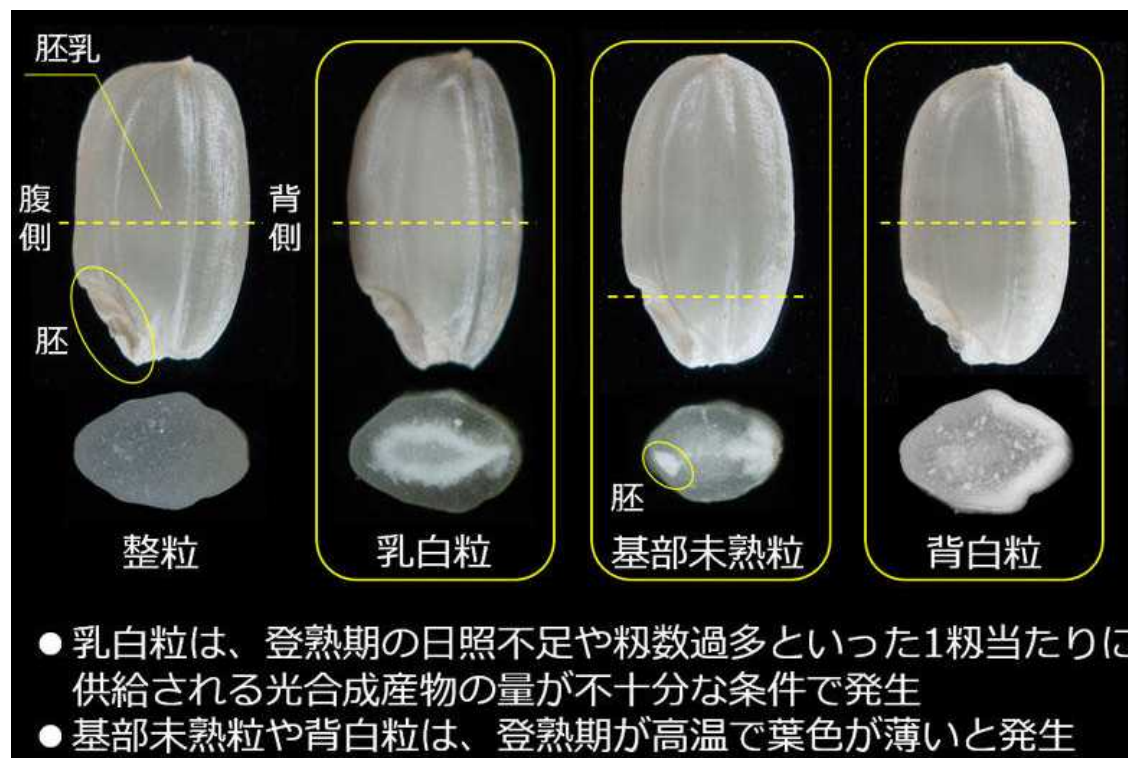 胚乳
腹側
背側
胚
胚
整粒
乳白粒
基部未熟粒
背白粒
●乳白粒は、登熟期の日照不足や籾数過多といった1籾当たりに
供給される光合成産物の量が不十分な条件で発生
●基部未熟粒や背白粒は、登熟期が高温で葉色が薄いと発生